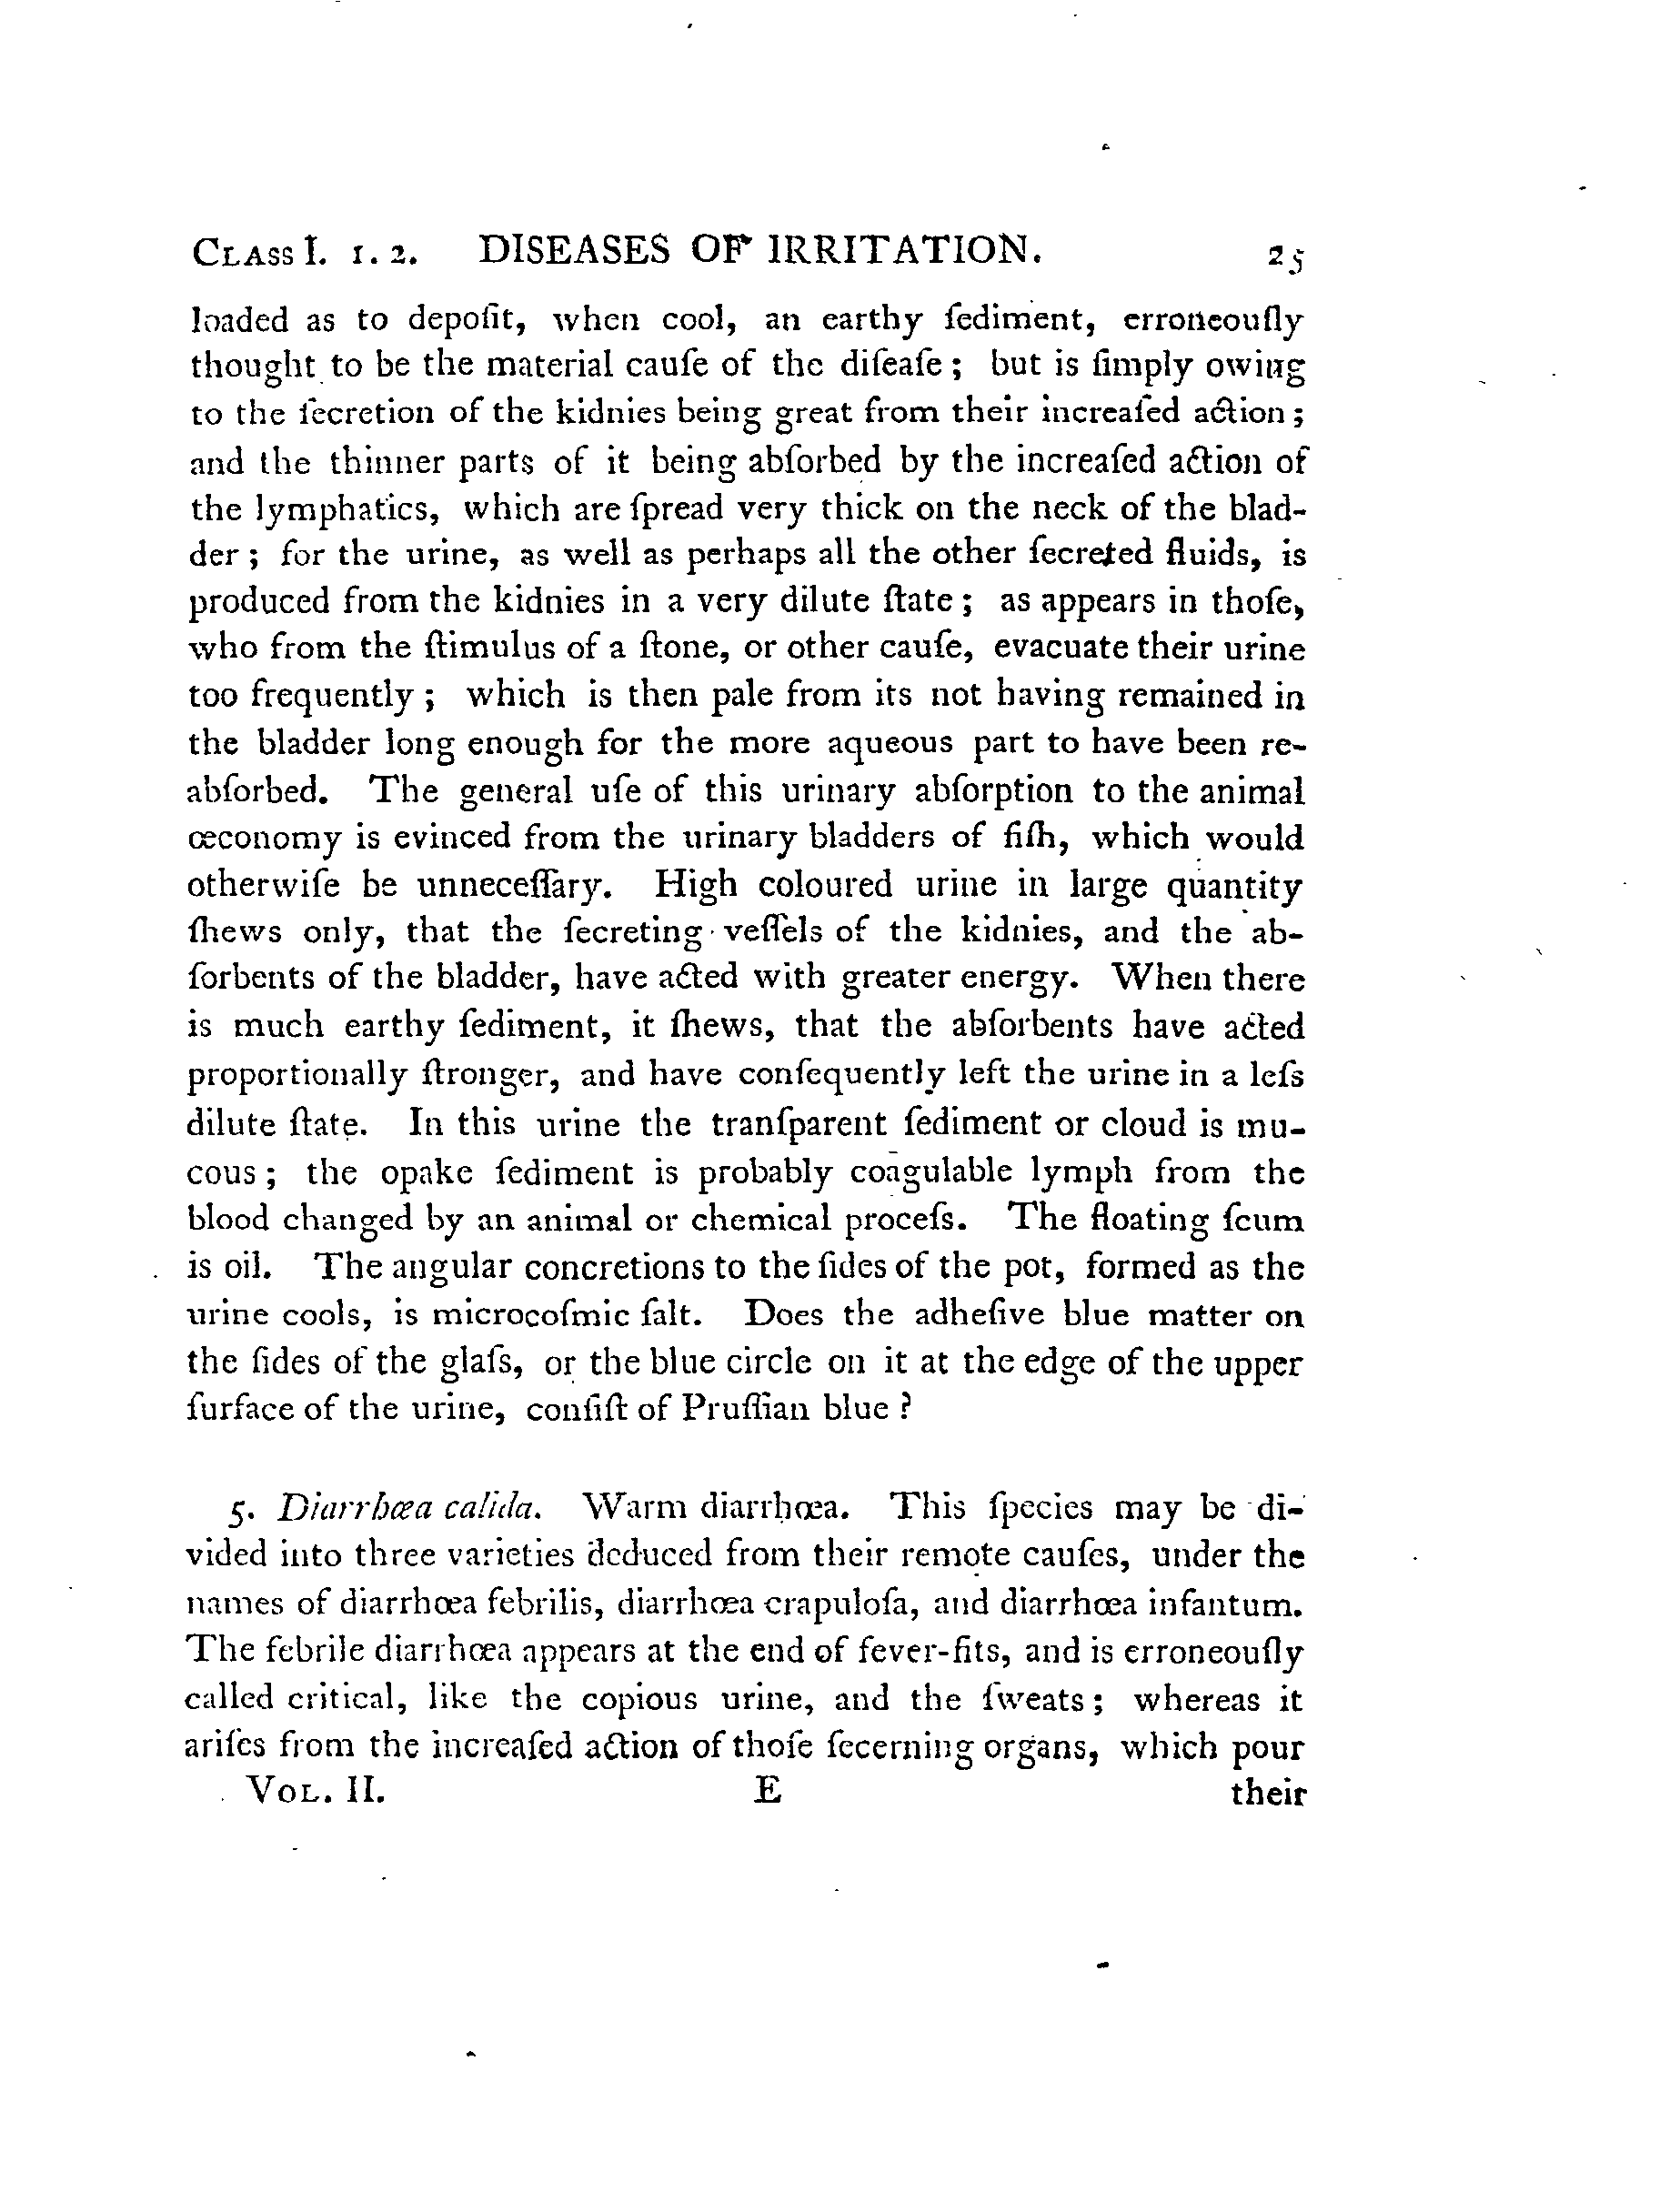 CLASS I. 1. 2. DISEASES OF IRRITATION. 25
loaded as to depoſit, when cool, an earthy ſediment, erroneouſly
thought to be the material cauſe of the diſeaſe; but is ſimply owing
to the ſecretion of the kidnies being great from their increaſed action;
and the thinner parts of it being abſorbed by the increaſed action of
the lymphatics, which are ſpread very thick on the neck of the blad-
der; for the urine, as well as perhaps all the other ſecreted fluids, is
produced from the kidnies in a very dilute ſtate; as appears in thoſe,
who from the ſtimulus of a ſtone, or other cauſe, evacuate their urine
too frequently; which is then pale from its not having remained in
the bladder long enough for the more aqueous part to have been re-
abſorbed. The general uſe of this urinary abſorption to the animal
œconomy is evinced from the urinary bladders of fiſh, which would
otherwiſe be unneceſſary. High coloured urine in large quantity
ſhews only, that the ſecreting veſſels of the kidnies, and the ab-
ſorbents of the bladder, have acted with greater energy. When there
is much earthy ſediment, it ſhews, that the abſorbents have acted
proportionally ſtronger, and have conſequently left the urine in a leſs
dilute ſtate. In this urine the tranſparent ſediment or cloud is mu-
cous; the opake ſediment is probably coagulable lymph from the
blood changed by an animal or chemical proceſs. The floating ſcum
is oil. The angular concretions to the ſides of the pot, formed as the
urine cools, is microcoſmic ſalt. Does the adheſive blue matter on
the ſides of the glaſs, or the blue circle on it at the edge of the upper
ſurface of the urine, conſiſt of Pruſſian blue?
5. Diarrhœa calida. Warm diarrhœa. This ſpecies may be di-
vided into three varieties deduced from their remote cauſes, under the
names of diarrhœa febrilis, diarrhœa crapuloſa, and diarrhœa infantum.
The febrile diarrhœa appears at the end of fever-fits, and is erroneouſly
called critical, like the copious urine, and the ſweats; whereas it
ariſes from the increaſed action of thoſe ſecerning organs, which pour
VOL. II. E their